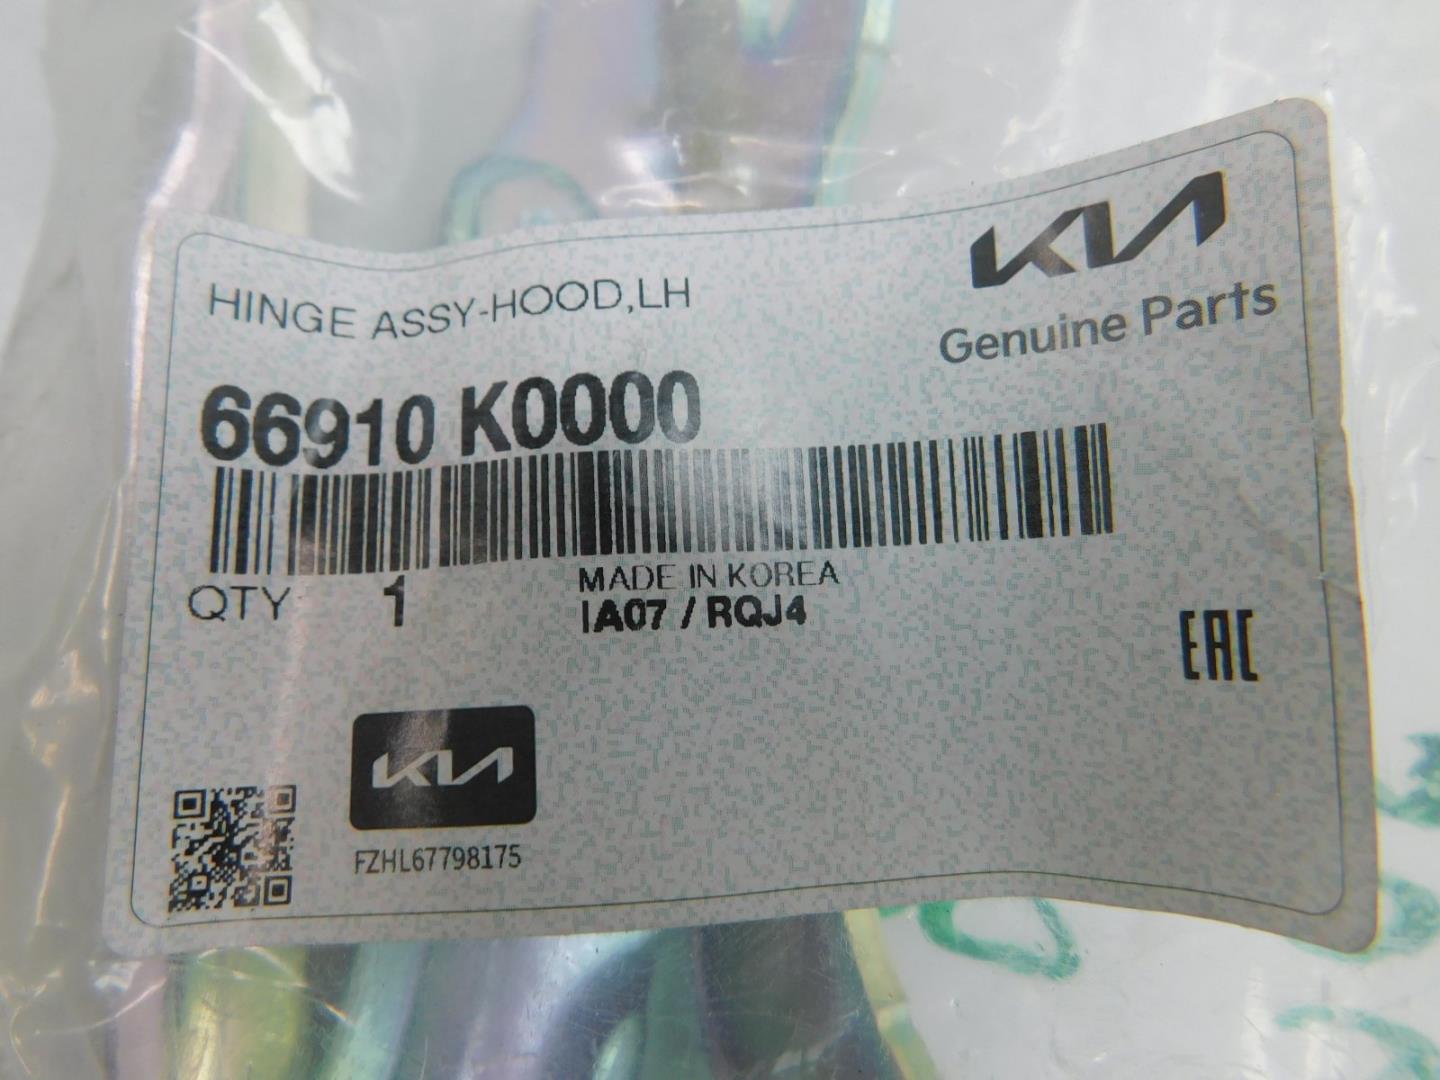 KIA
HINGE ASSY-HOOD,LH
Genuine Parts
66910 K0000
QTY 1
MADE IN KOREA
IA07 / RQJ4
EAC
KIA
FZHL67798175